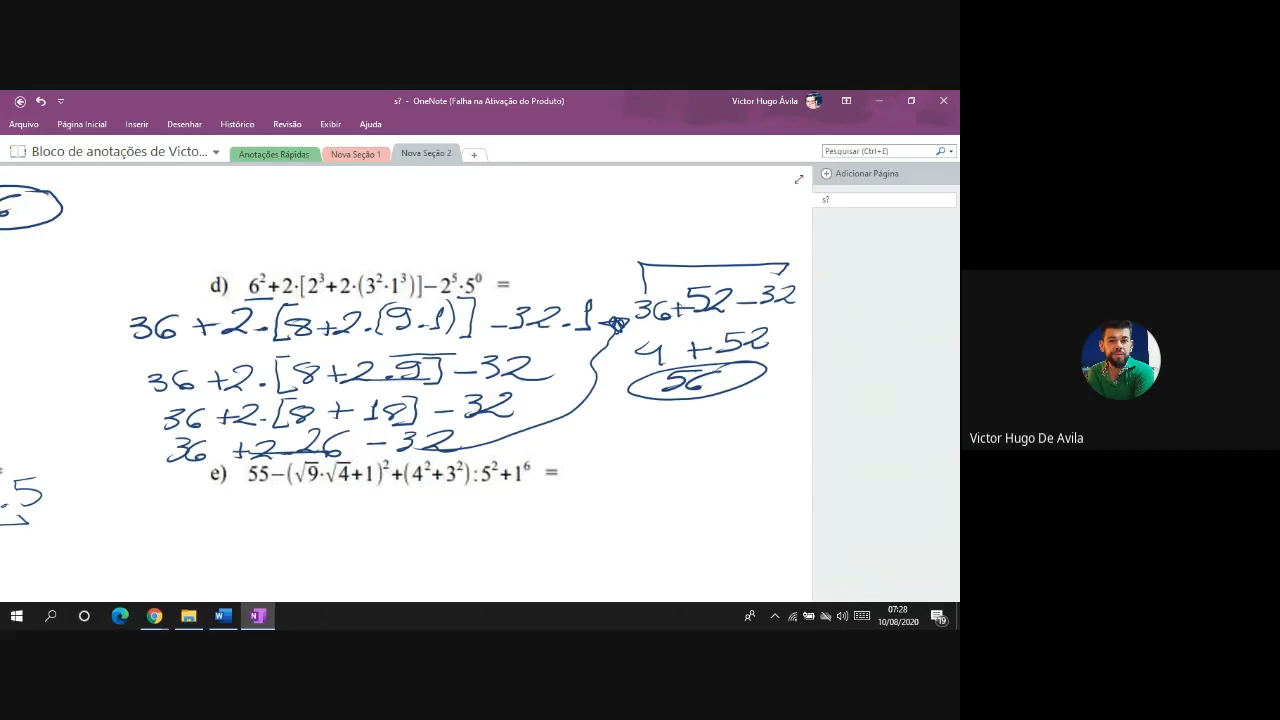 s? - OneNote (Falha na Ativação do Produto)
Victor Hugo Ávila
Arquivo Página Inicial Inserir Desenhar Histórico Revisão Exibir Ajuda
Bloco de anotações de Victo...
Anotações Rápidas
Nova Seção 1
Nova Seção 2
Pesquisar (Ctrl+E)
Adicionar Página
s?
d) 6²+2·[2³+2·(3²·1³)]−2⁵·5⁰ =
36 +2·[8+2.(9.1)] −32.1
36 +2·[8+2.9] −32
36 +2·[8 + 18] −32
36 +2 26 −32
36+52−32
4 +52
56
e) 55−(√9·√4+1)²+(4²+3²):5²+1⁶ =
.5
Victor Hugo De Avila
07:28
10/08/2020
19